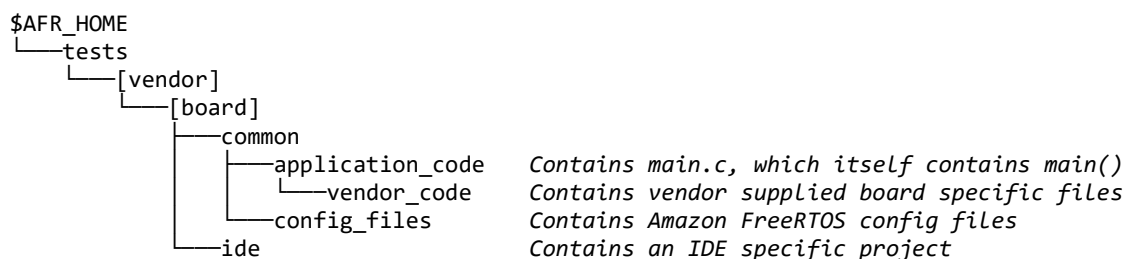 $AFR_HOME
└───tests
    └───[vendor]
        └───[board]
            ├───common
            │   ├───application_code   Contains main.c, which itself contains main()
            │   │   └───vendor_code    Contains vendor supplied board specific files
            │   └───config_files       Contains Amazon FreeRTOS config files
            └───ide                    Contains an IDE specific project